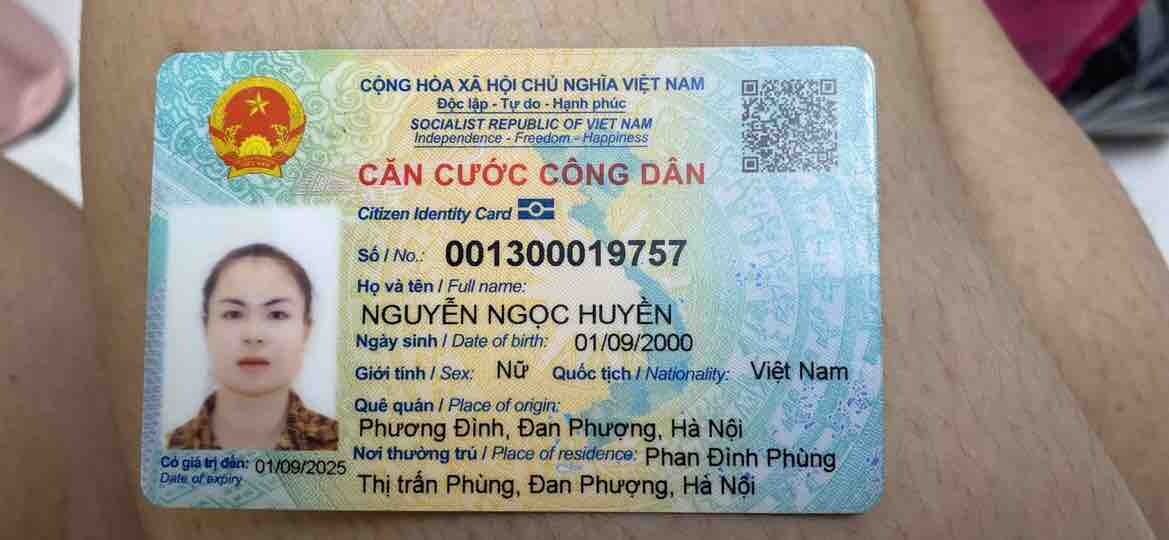 CỘNG HÒA XÃ HỘI CHỦ NGHĨA VIỆT NAM
Độc lập - Tự do - Hạnh phúc
SOCIALIST REPUBLIC OF VIET NAM
Independence - Freedom - Happiness
CĂN CƯỚC CÔNG DÂN
Citizen Identity Card
Số / No.: 001300019757
Họ và tên / Full name:
NGUYỄN NGỌC HUYỀN
Ngày sinh / Date of birth: 01/09/2000
Giới tính / Sex: Nữ Quốc tịch / Nationality: Việt Nam
Quê quán / Place of origin:
Phương Đình, Đan Phượng, Hà Nội
Nơi thường trú / Place of residence: Phan Đình Phùng
Thị trấn Phùng, Đan Phượng, Hà Nội
Có giá trị đến: 01/09/2025
Date of expiry